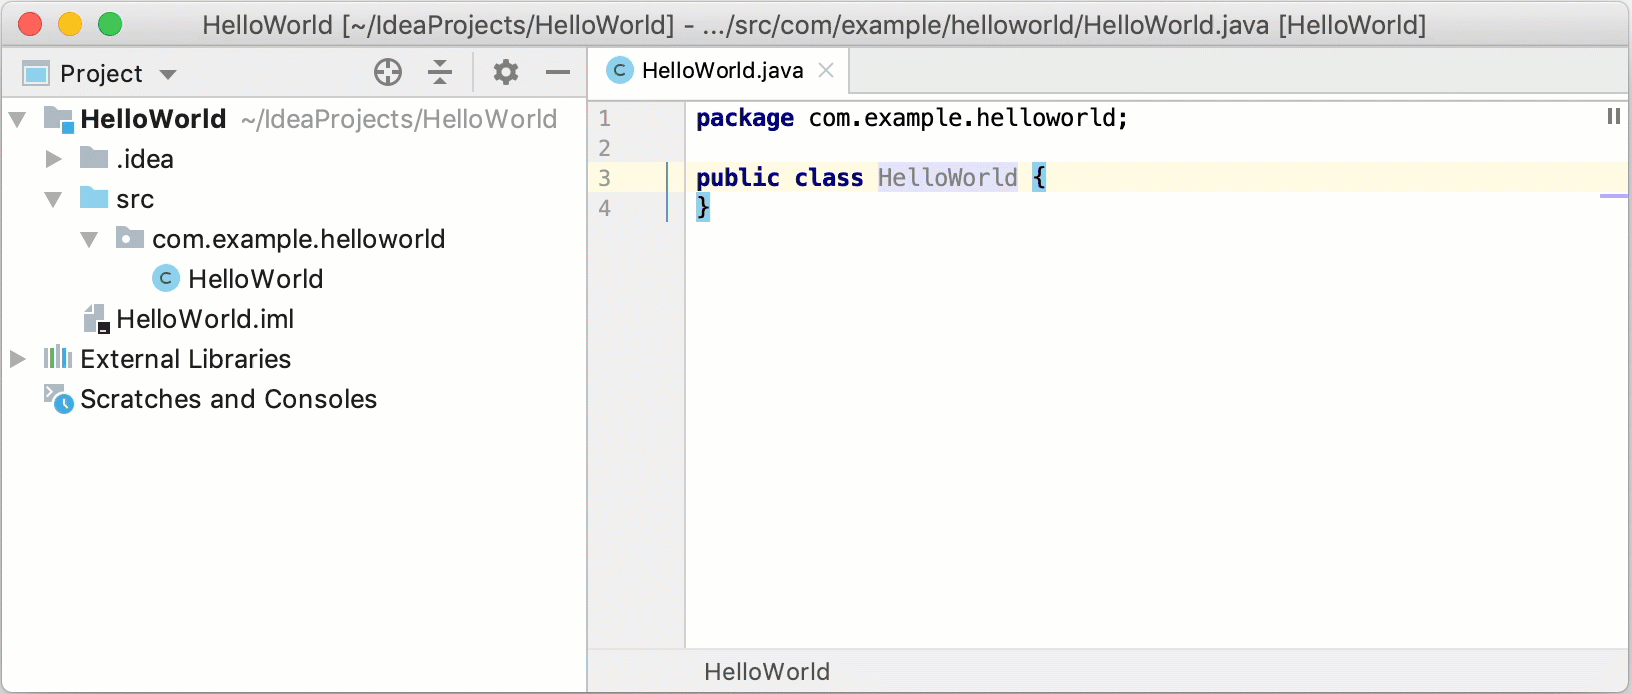 HelloWorld [~/IdeaProjects/HelloWorld] – .../src/com/example/helloworld/HelloWorld.java [HelloWorld]
Project
HelloWorld ~/IdeaProjects/HelloWorld
.idea
src
com.example.helloworld
C HelloWorld
HelloWorld.iml
External Libraries
Scratches and Consoles
C HelloWorld.java
1 package com.example.helloworld;
2
3 public class HelloWorld {
4 }
HelloWorld